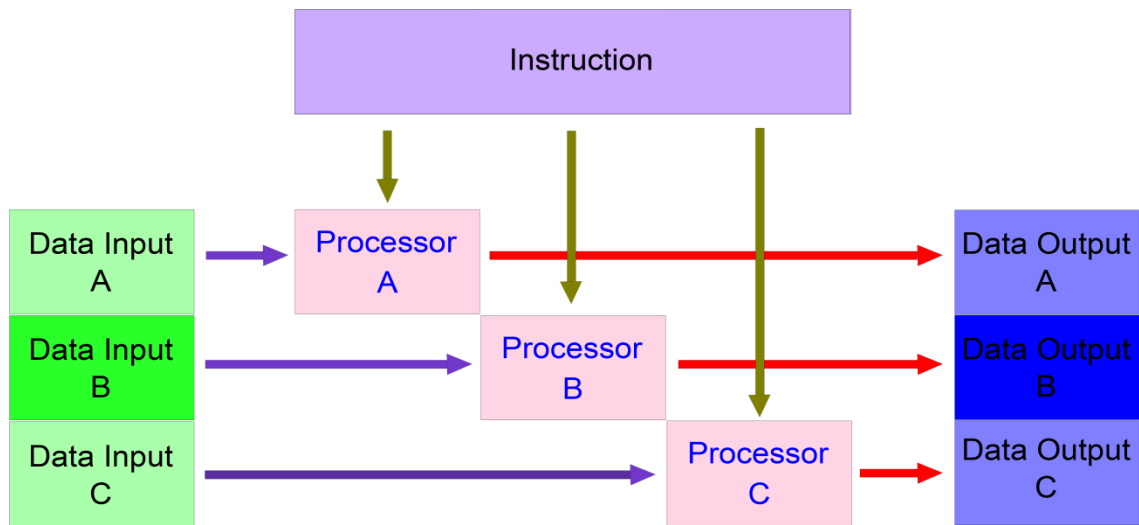 Instruction
Data Input
A
Processor
A
Data Output
A
Data Input
B
Processor
B
Data Output
B
Data Input
C
Processor
C
Data Output
C